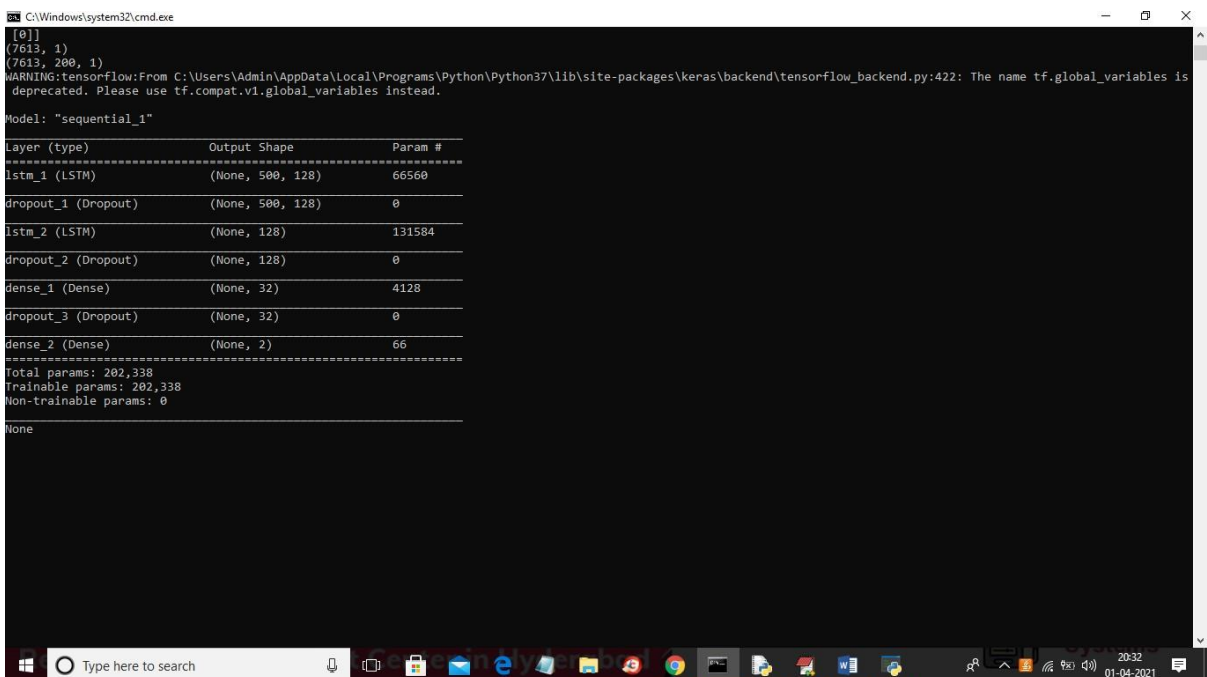 C:\Windows\system32\cmd.exe
[0]]
(7613, 1)
(7613, 200, 1)
WARNING:tensorflow:From C:\Users\Admin\AppData\Local\Programs\Python\Python37\lib\site-packages\keras\backend\tensorflow_backend.py:422: The name tf.global_variables is
deprecated. Please use tf.compat.v1.global_variables instead.
Model: "sequential_1"
Layer (type) Output Shape Param #
lstm_1 (LSTM) (None, 500, 128) 66560
dropout_1 (Dropout) (None, 500, 128) 0
lstm_2 (LSTM) (None, 128) 131584
dropout_2 (Dropout) (None, 128) 0
dense_1 (Dense) (None, 32) 4128
dropout_3 (Dropout) (None, 32) 0
dense_2 (Dense) (None, 2) 66
Total params: 202,338
Trainable params: 202,338
Non-trainable params: 0
None
Type here to search
20:32
01-04-2021